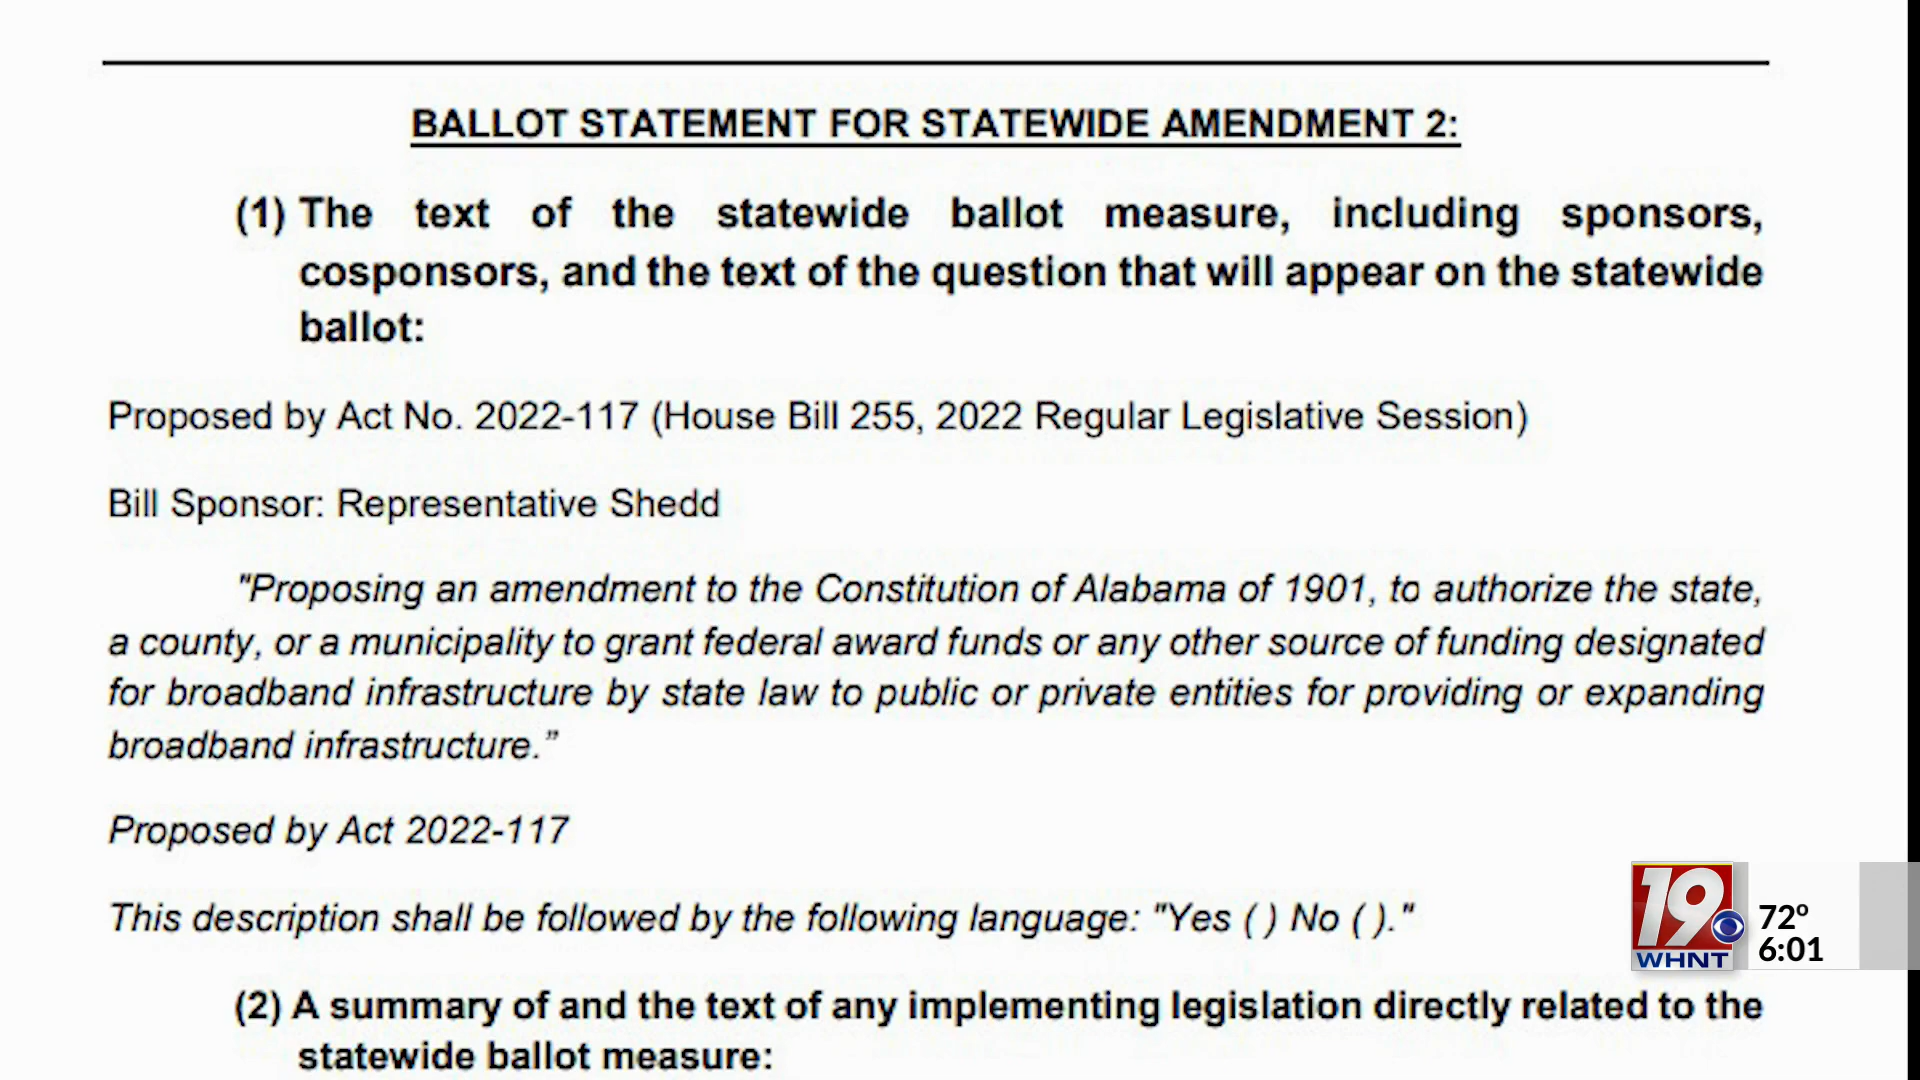 BALLOT STATEMENT FOR STATEWIDE AMENDMENT 2:
(1) The text of the statewide ballot measure, including sponsors,
cosponsors, and the text of the question that will appear on the statewide
ballot:
Proposed by Act No. 2022-117 (House Bill 255, 2022 Regular Legislative Session)
Bill Sponsor: Representative Shedd
"Proposing an amendment to the Constitution of Alabama of 1901, to authorize the state,
a county, or a municipality to grant federal award funds or any other source of funding designated
for broadband infrastructure by state law to public or private entities for providing or expanding
broadband infrastructure.”
Proposed by Act 2022-117
This description shall be followed by the following language: "Yes ( ) No ( )."
19
WHNT
72º
6:01
(2) A summary of and the text of any implementing legislation directly related to the
statewide ballot measure: